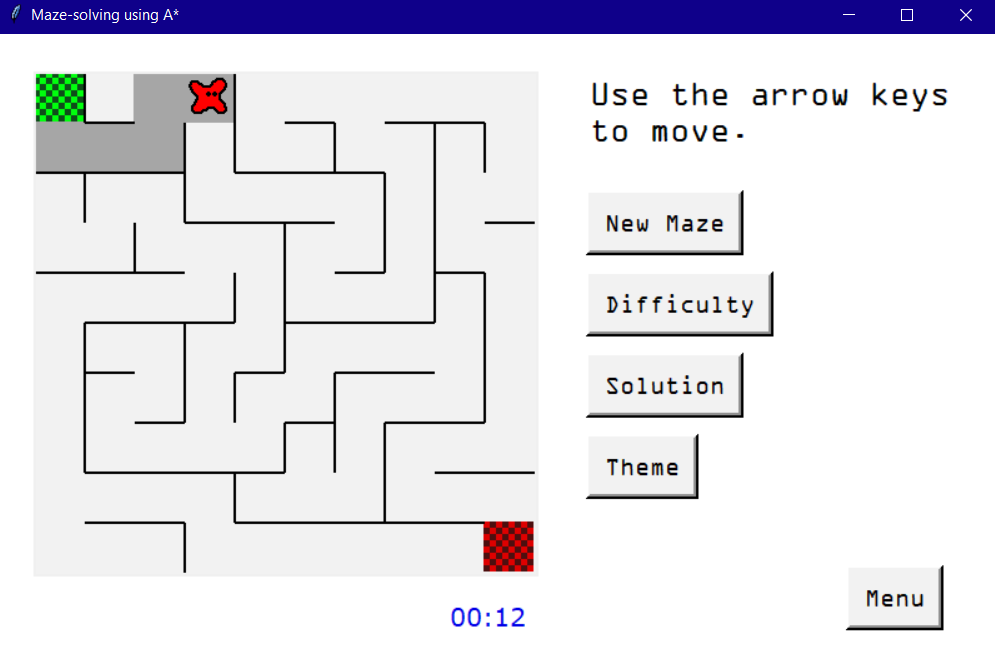 Maze-solving using A*
Use the arrow keys
to move.
New Maze
Difficulty
Solution
Theme
Menu
00:12